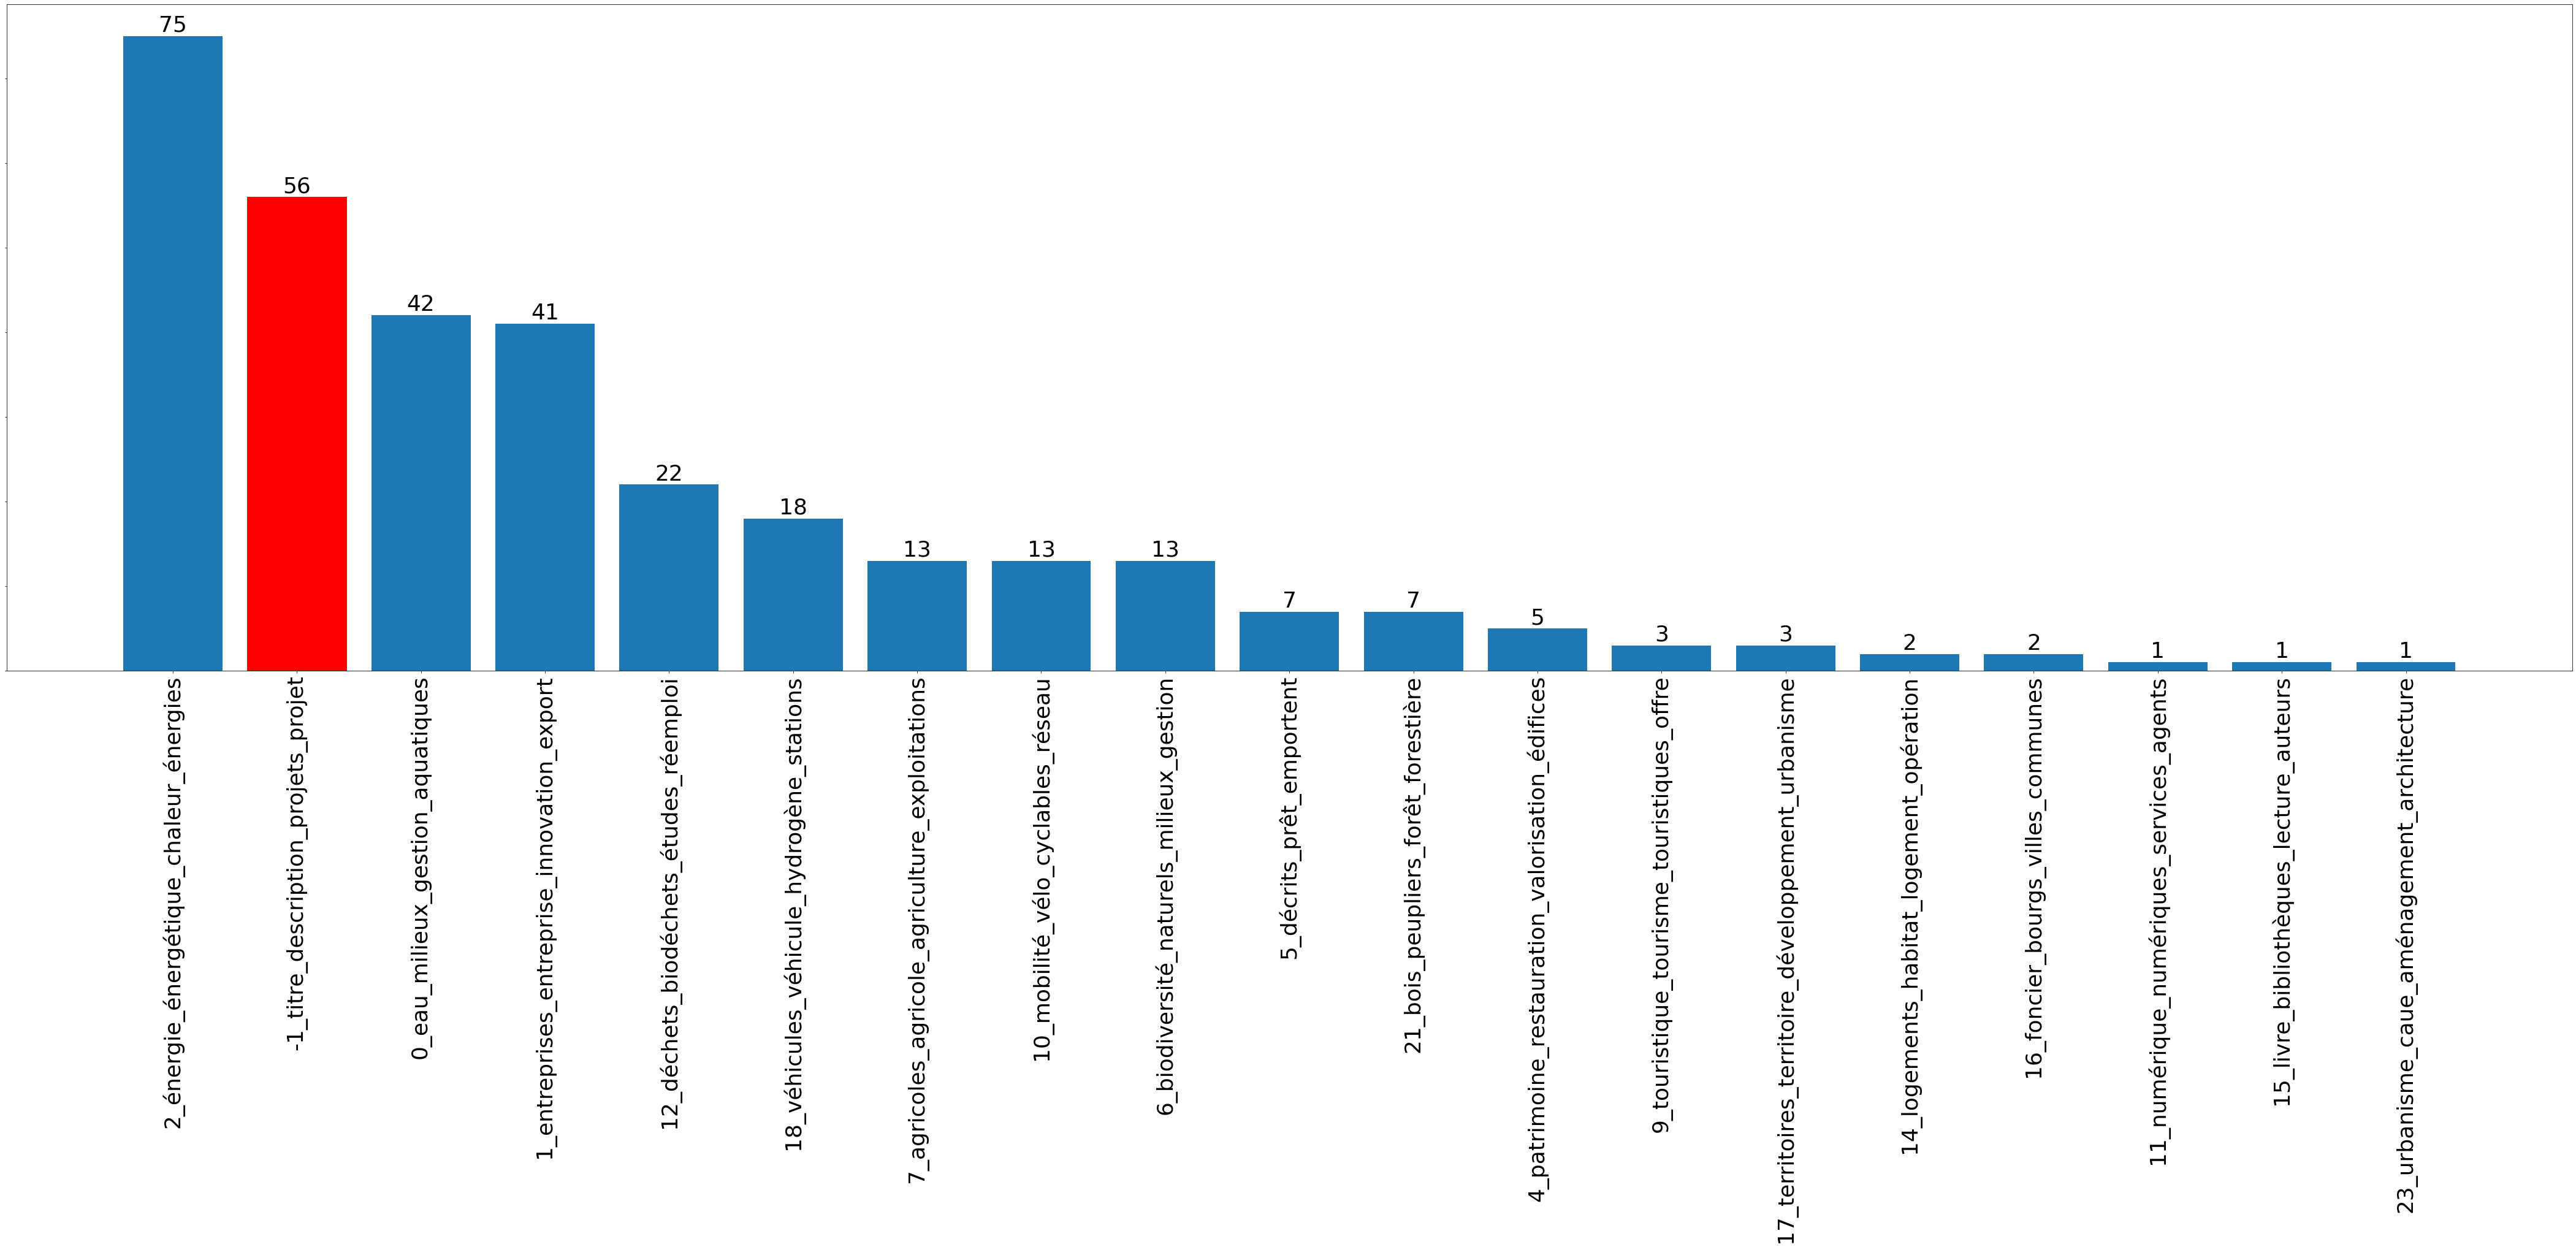 75
56
42
41
22
18
13
13
13
7
7
5
3
3
2
2
1
1
1
2_énergie_énergétique_chaleur_énergies
-1_titre_description_projets_projet
0_eau_milieux_gestion_aquatiques
1_entreprises_entreprise_innovation_export
12_déchets_biodéchets_études_réemploi
18_véhicules_véhicule_hydrogène_stations
7_agricoles_agricole_agriculture_exploitations
10_mobilité_vélo_cyclables_réseau
6_biodiversité_naturels_milieux_gestion
5_décrits_prêt_emportent
21_bois_peupliers_forêt_forestière
4_patrimoine_restauration_valorisation_édifices
9_touristique_tourisme_touristiques_offre
17_territoires_territoire_développement_urbanisme
14_logements_habitat_logement_opération
16_foncier_bourgs_villes_communes
11_numérique_numériques_services_agents
15_livre_bibliothèques_lecture_auteurs
23_urbanisme_caue_aménagement_architecture